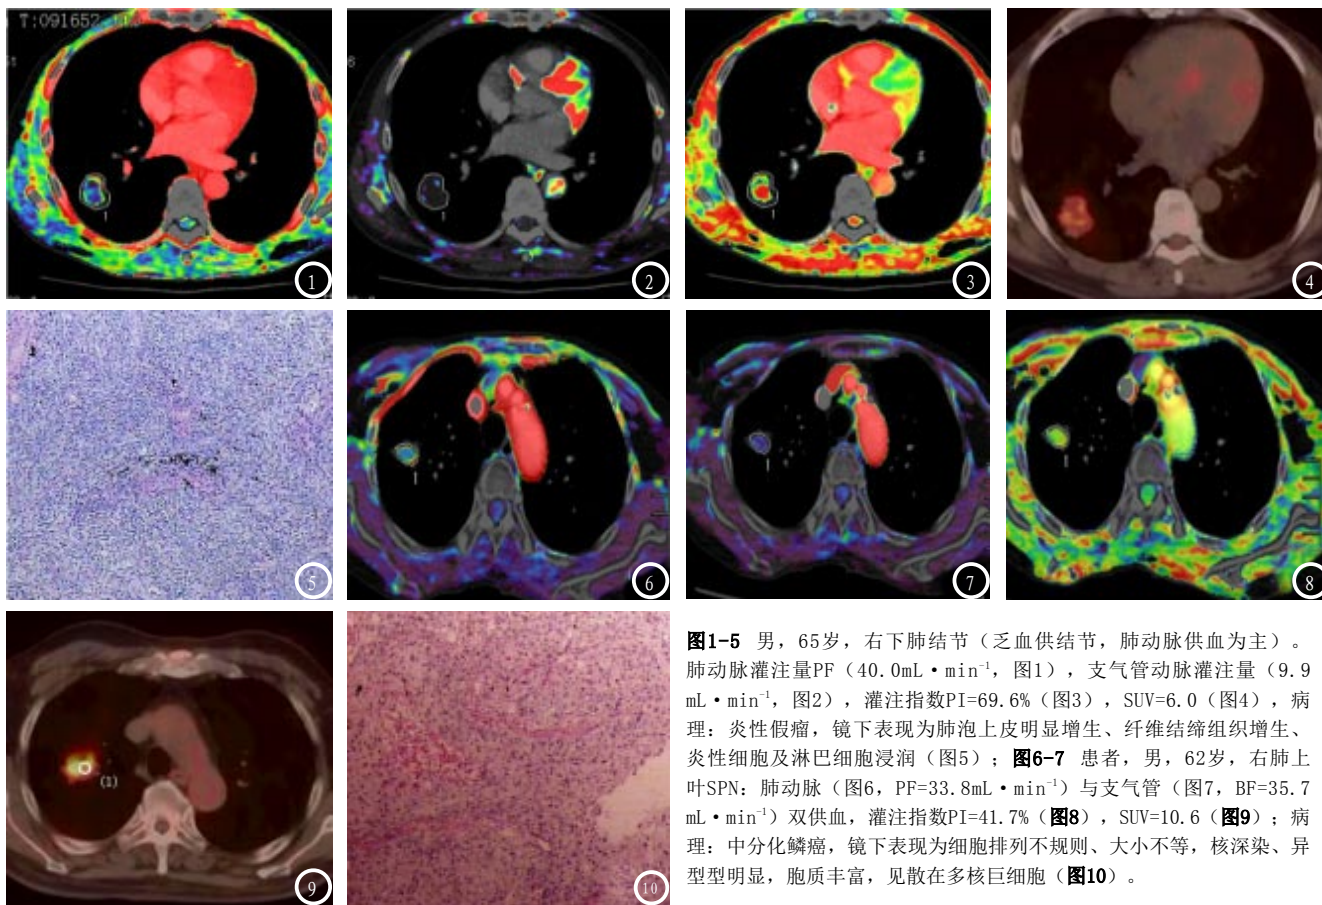 T:091652
①
②
③
④
⑤
⑥
⑦
⑧
(1)
⑨
⑩
图1-5 男，65岁，右下肺结节（乏血供结节，肺动脉供血为主）。
肺动脉灌注量PF（40.0mL·min⁻¹，图1），支气管动脉灌注量（9.9
mL·min⁻¹，图2），灌注指数PI=69.6%（图3），SUV=6.0（图4），病
理：炎性假瘤，镜下表现为肺泡上皮明显增生、纤维结缔组织增生、
炎性细胞及淋巴细胞浸润（图5）；图6-7 患者，男，62岁，右肺上
叶SPN：肺动脉（图6，PF=33.8mL·min⁻¹）与支气管（图7，BF=35.7
mL·min⁻¹）双供血，灌注指数PI=41.7%（图8），SUV=10.6（图9）；病
理：中分化鳞癌，镜下表现为细胞排列不规则、大小不等，核深染、异
型型明显，胞质丰富，见散在多核巨细胞（图10）。